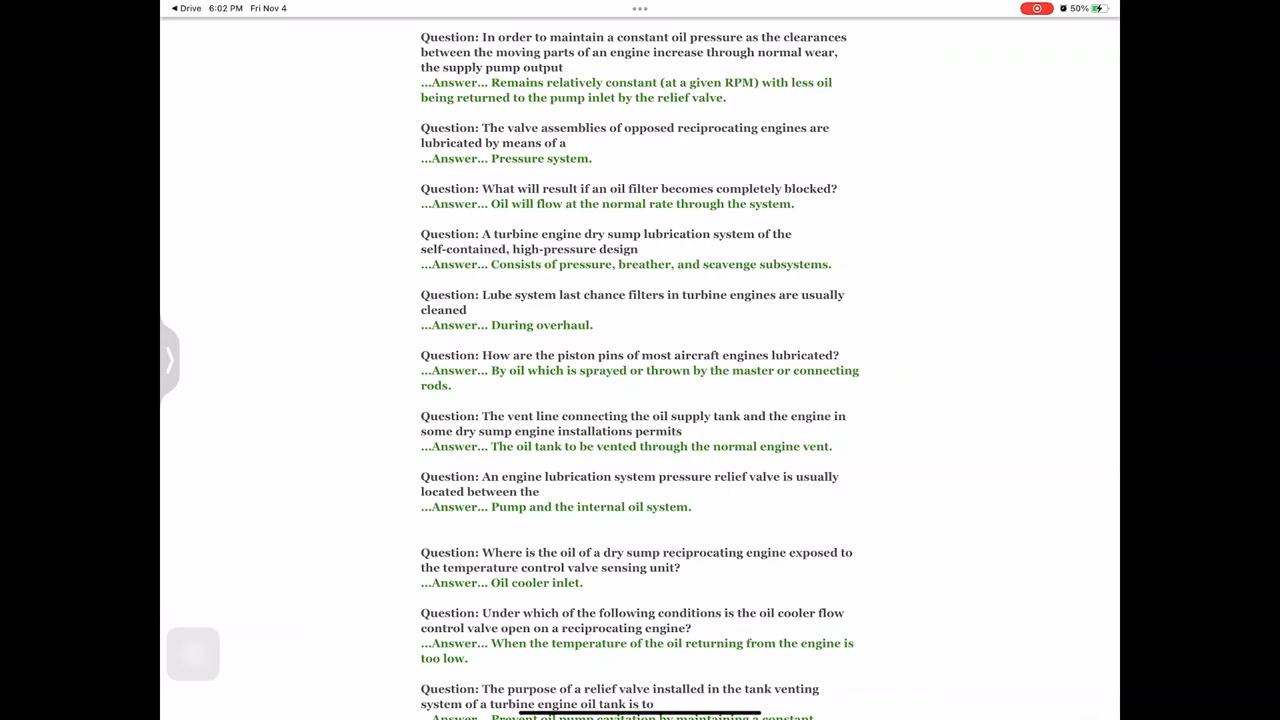 Drive 6:02 PM Fri Nov 4
50%
Question: In order to maintain a constant oil pressure as the clearances
between the moving parts of an engine increase through normal wear,
the supply pump output
...Answer... Remains relatively constant (at a given RPM) with less oil
being returned to the pump inlet by the relief valve.
Question: The valve assemblies of opposed reciprocating engines are
lubricated by means of a
...Answer... Pressure system.
Question: What will result if an oil filter becomes completely blocked?
...Answer... Oil will flow at the normal rate through the system.
Question: A turbine engine dry sump lubrication system of the
self-contained, high-pressure design
...Answer... Consists of pressure, breather, and scavenge subsystems.
Question: Lube system last chance filters in turbine engines are usually
cleaned
...Answer... During overhaul.
Question: How are the piston pins of most aircraft engines lubricated?
...Answer... By oil which is sprayed or thrown by the master or connecting
rods.
Question: The vent line connecting the oil supply tank and the engine in
some dry sump engine installations permits
...Answer... The oil tank to be vented through the normal engine vent.
Question: An engine lubrication system pressure relief valve is usually
located between the
...Answer... Pump and the internal oil system.
Question: Where is the oil of a dry sump reciprocating engine exposed to
the temperature control valve sensing unit?
...Answer... Oil cooler inlet.
Question: Under which of the following conditions is the oil cooler flow
control valve open on a reciprocating engine?
...Answer... When the temperature of the oil returning from the engine is
too low.
Question: The purpose of a relief valve installed in the tank venting
system of a turbine engine oil tank is to
...Answer... Prevent oil pump cavitation by maintaining a constant